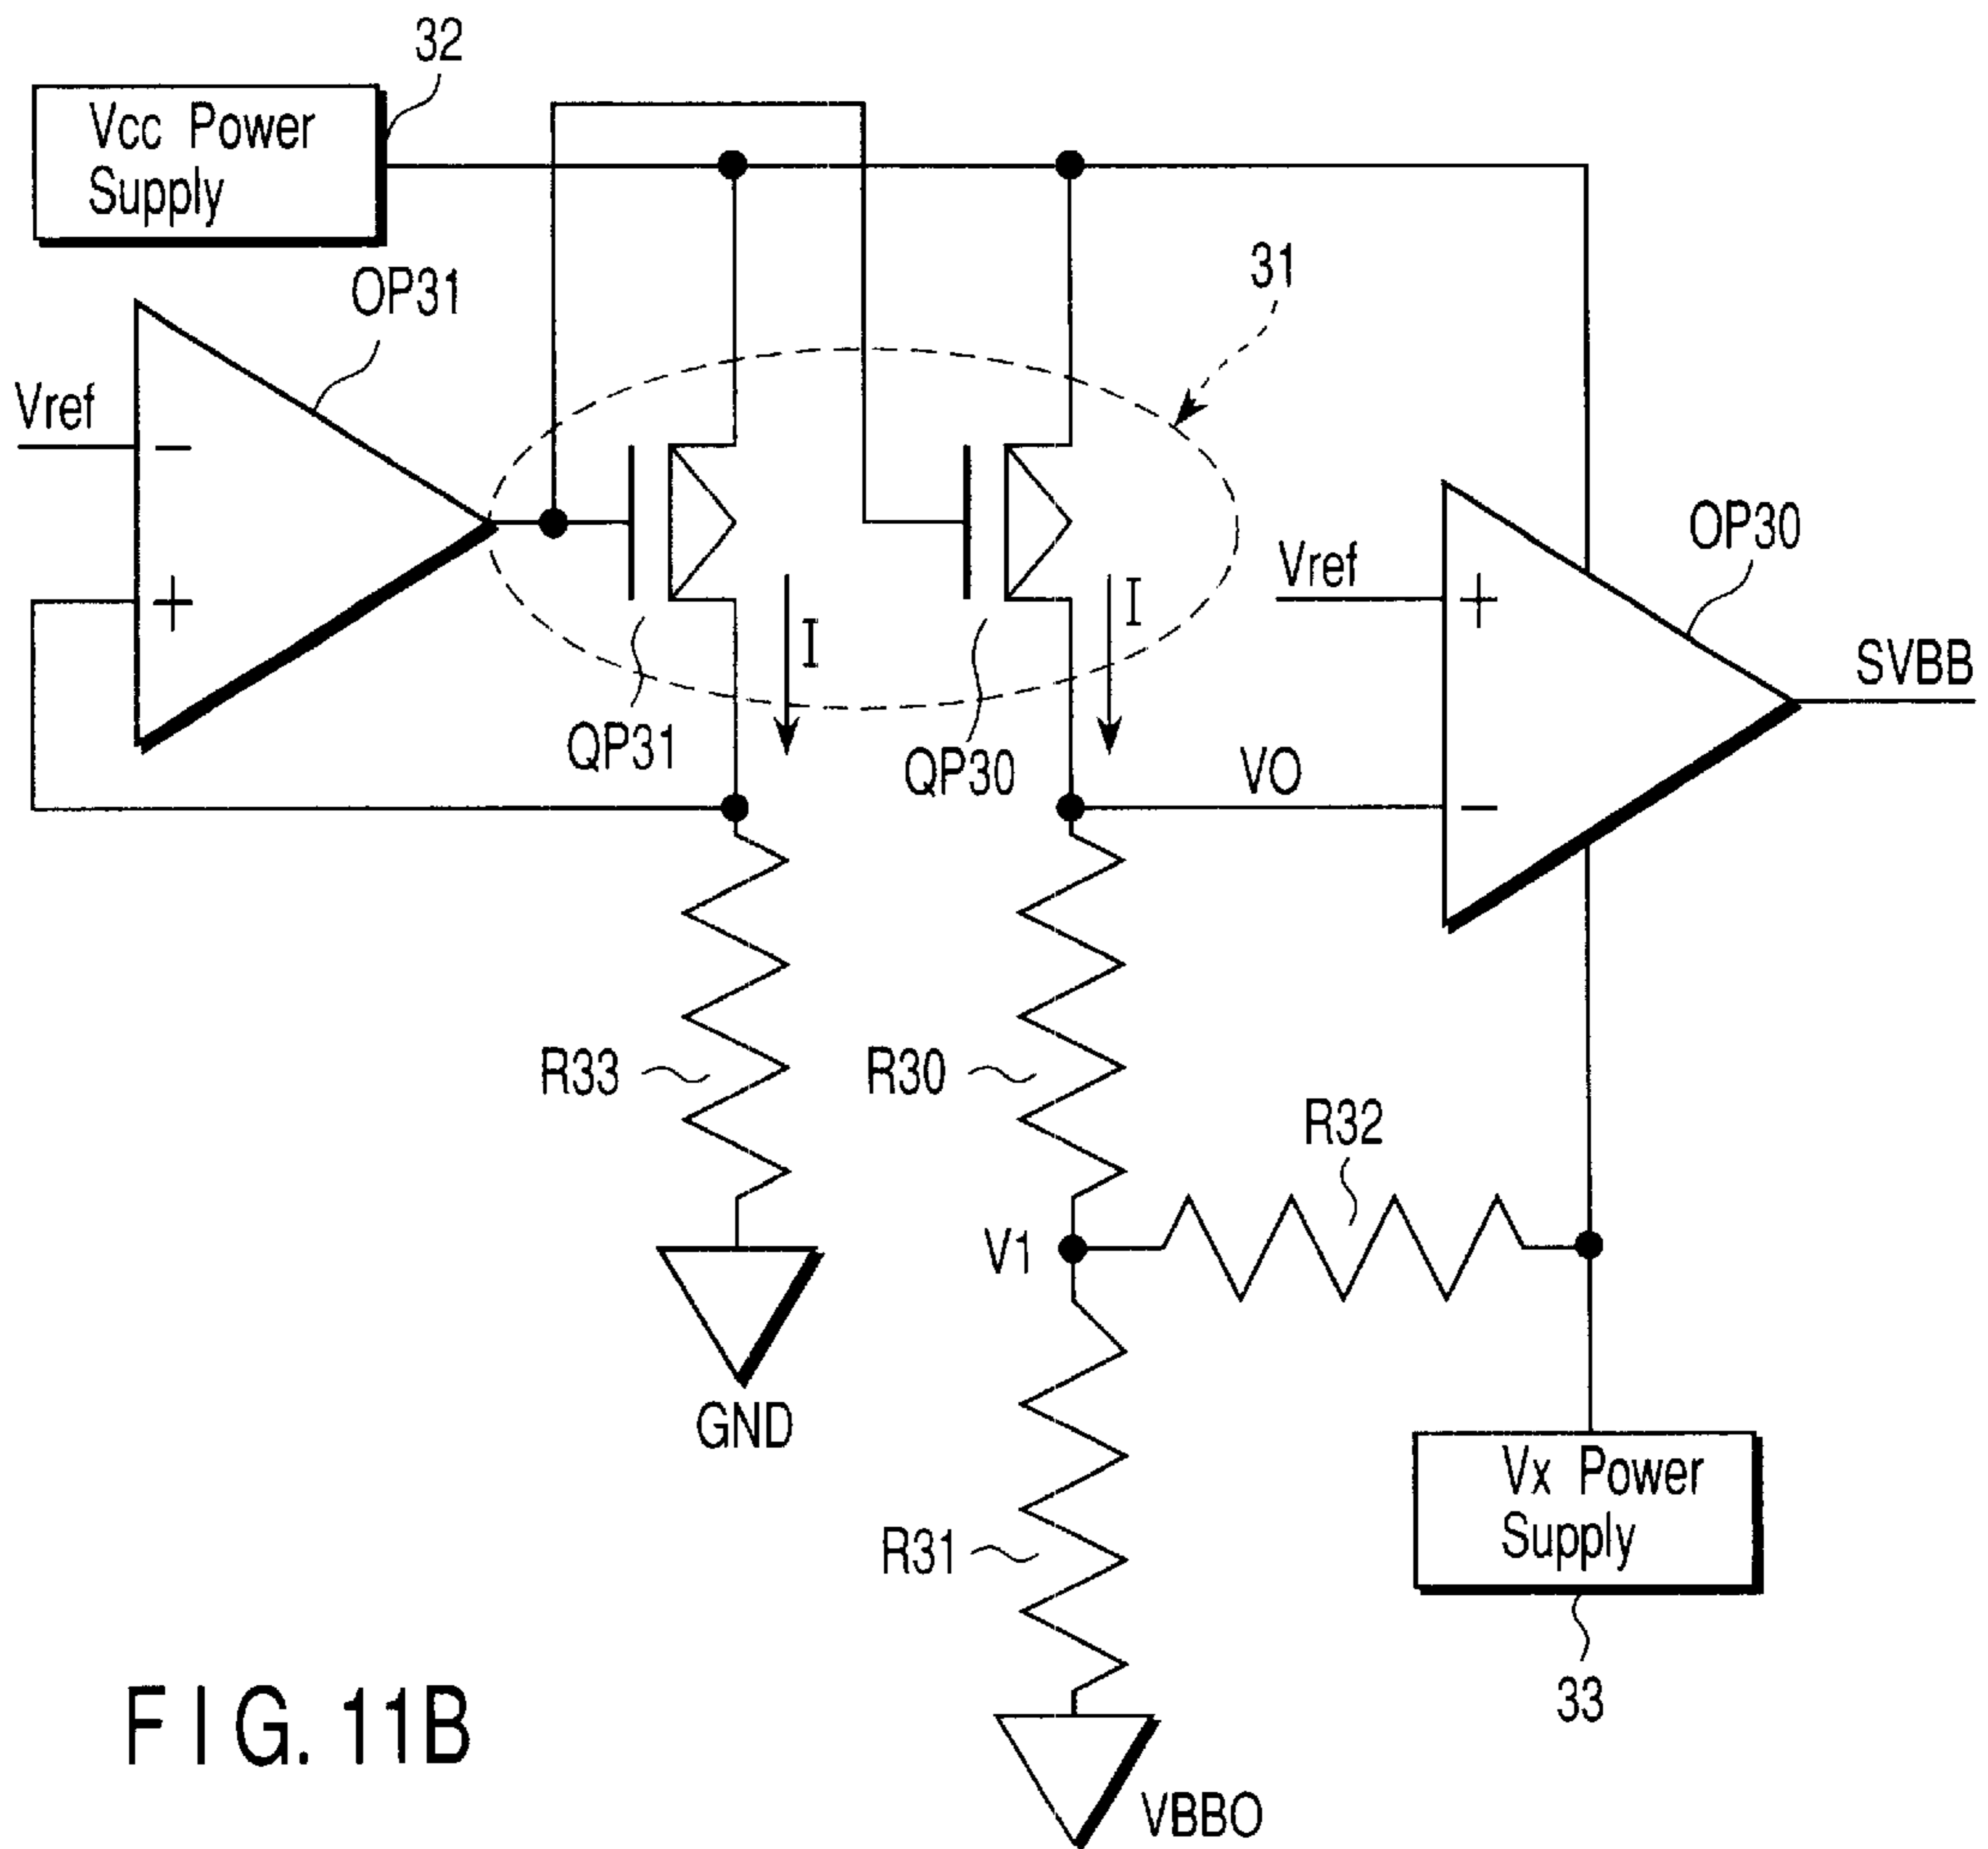 32
Vcc Power
Supply
31
OP31
Vref
−
+
OP30
Vref
+
I
I
SVBB
QP31
QP30
VO
−
R33
R30
R32
V1
GND
Vx Power
Supply
R31
33
FIG. 11B
VBBO